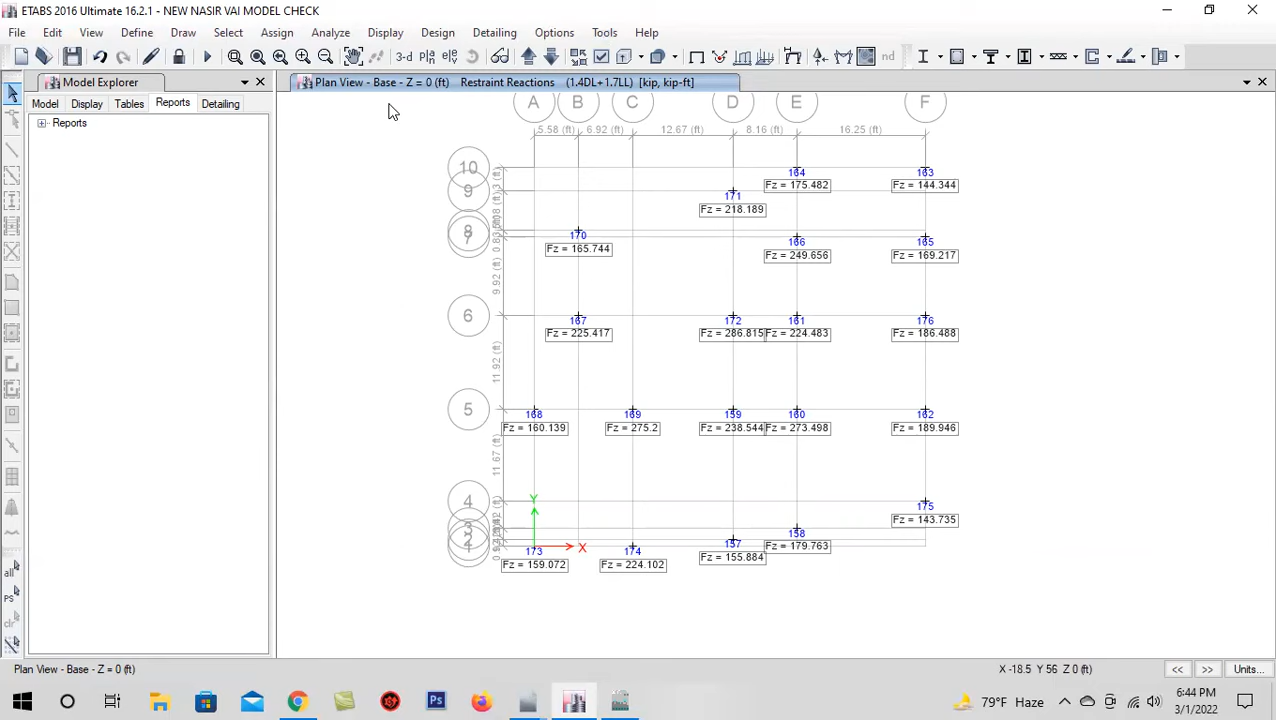 ETABS 2016 Ultimate 16.2.1 - NEW NASIR VAI MODEL CHECK
File Edit View Define Draw Select Assign Analyze Display Design Detailing Options Tools Help
3-d pla ele nd
Model Explorer
Plan View - Base - Z = 0 (ft) Restraint Reactions (1.4DL+1.7LL) [kip, kip-ft]
Model Display Tables Reports Detailing
Reports
A B C D E F
5.58 (ft) 6.92 (ft) 12.67 (ft) 8.16 (ft) 16.25 (ft)
10
164 163
Fz = 175.482 Fz = 144.344
9
171
Fz = 218.189
8
7
170
Fz = 165.744
166 165
Fz = 249.656 Fz = 169.217
9.92 (ft)
6
167 172 161 176
Fz = 225.417 Fz = 286.815 Fz = 224.483 Fz = 186.488
11.92 (ft)
5
168 169 159 160 162
Fz = 160.139 Fz = 275.2 Fz = 238.544 Fz = 273.498 Fz = 189.946
11.67 (ft)
4
Y
175
Fz = 143.735
3
158
Fz = 179.763
2
157
Fz = 155.884
1
X
173 174
Fz = 159.072 Fz = 224.102
all
PS
clr
Plan View - Base - Z = 0 (ft) X -18.5 Y 56 Z 0 (ft) << >> Units...
Ps
79°F Haze
6:44 PM
3/1/2022